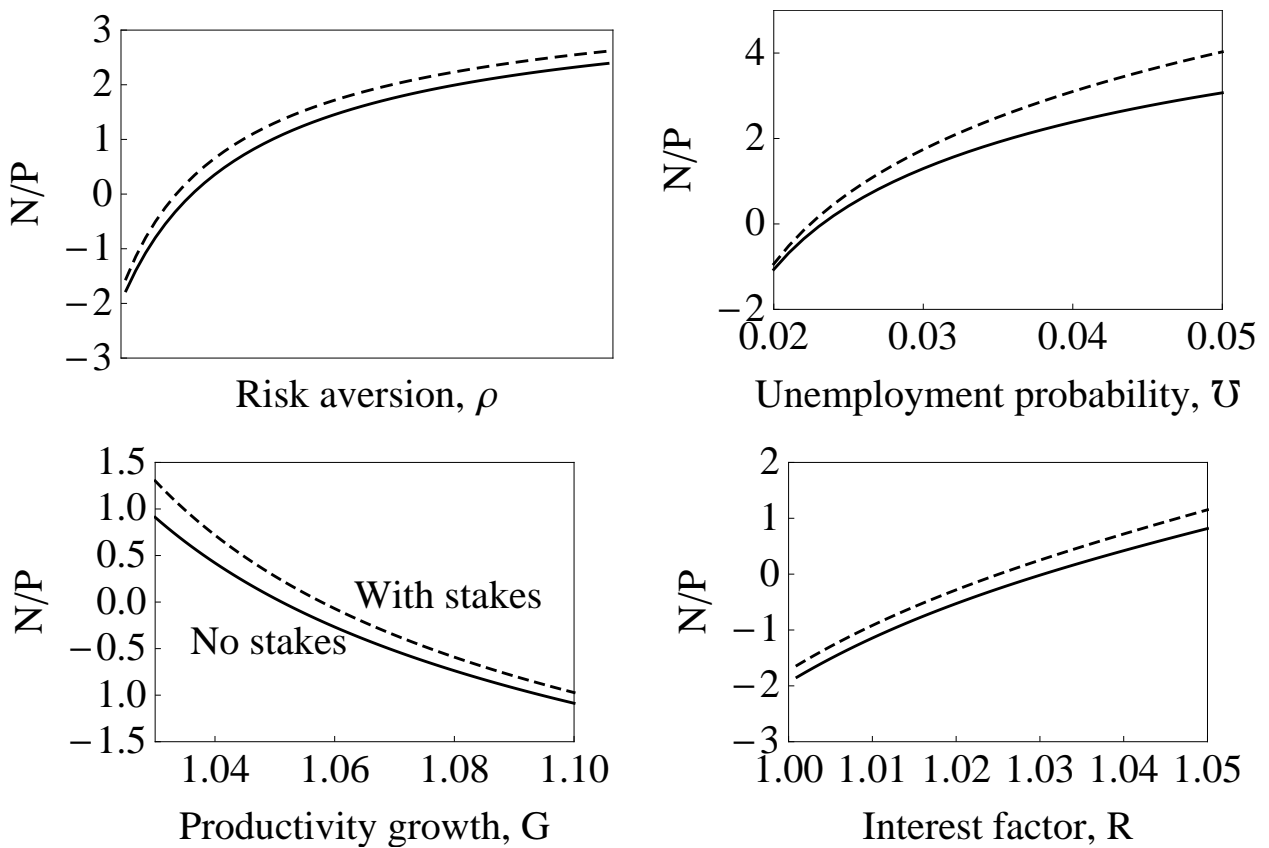 3
2
1
0
−1
−2
−3
N/P
Risk aversion, ρ
4
2
0
−2
N/P
0.02 0.03 0.04 0.05
Unemployment probability, ℧
1.5
1.0
0.5
0.0
−0.5
1.0
−1.5
N/P
With stakes
No stakes
1.04 1.06 1.08 1.10
Productivity growth, G
2
1
0
−1
−2
−3
N/P
1.00 1.01 1.02 1.03 1.04 1.05
Interest factor, R